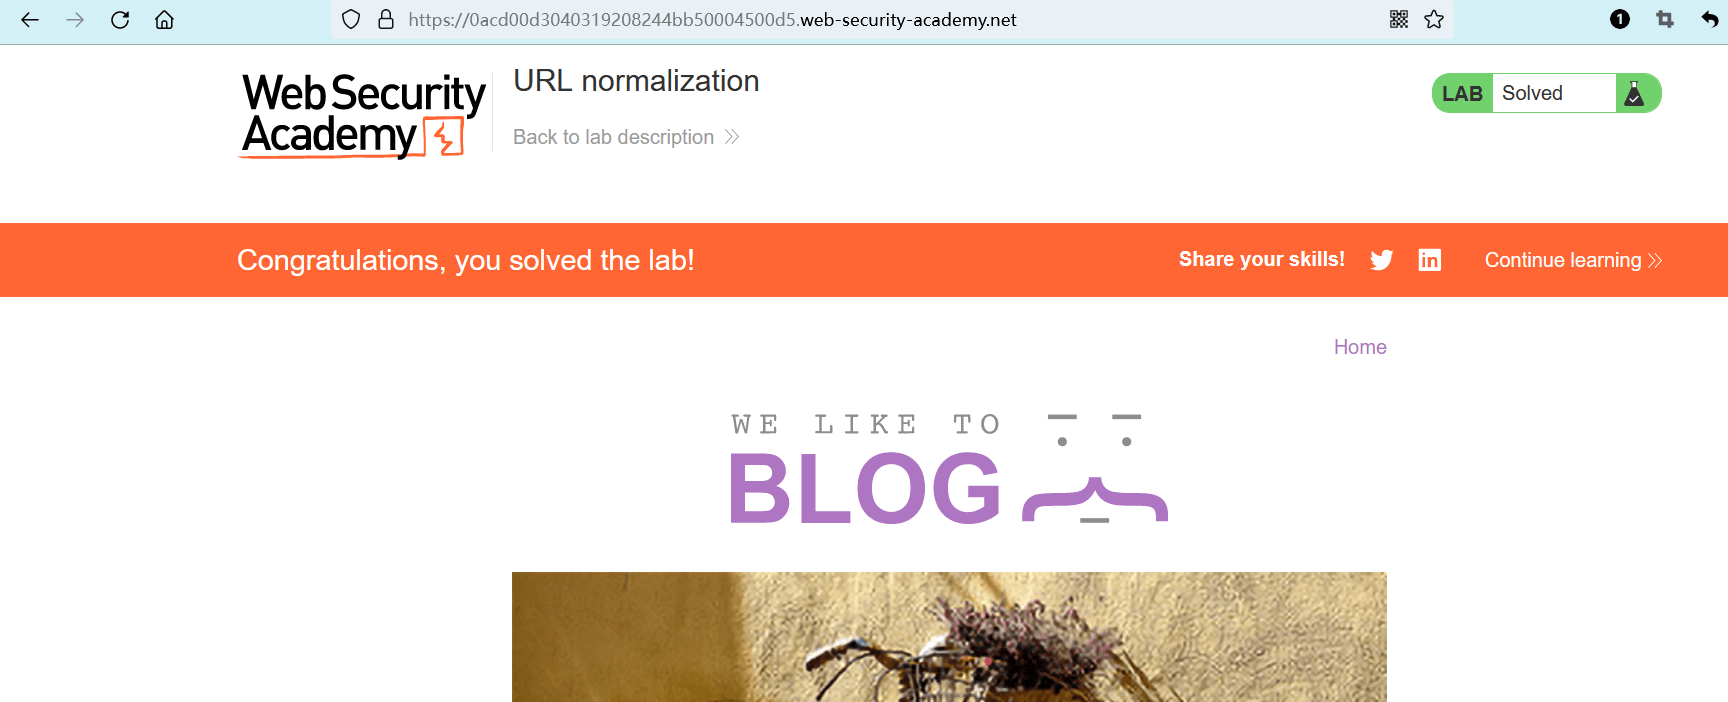 https://0acd00d3040319208244bb50004500d5.web-security-academy.net
1
Web Security
Academy
URL normalization
Back to lab description
LAB Solved
Congratulations, you solved the lab!
Share your skills!
in
Continue learning
Home
WE LIKE TO
BLOG